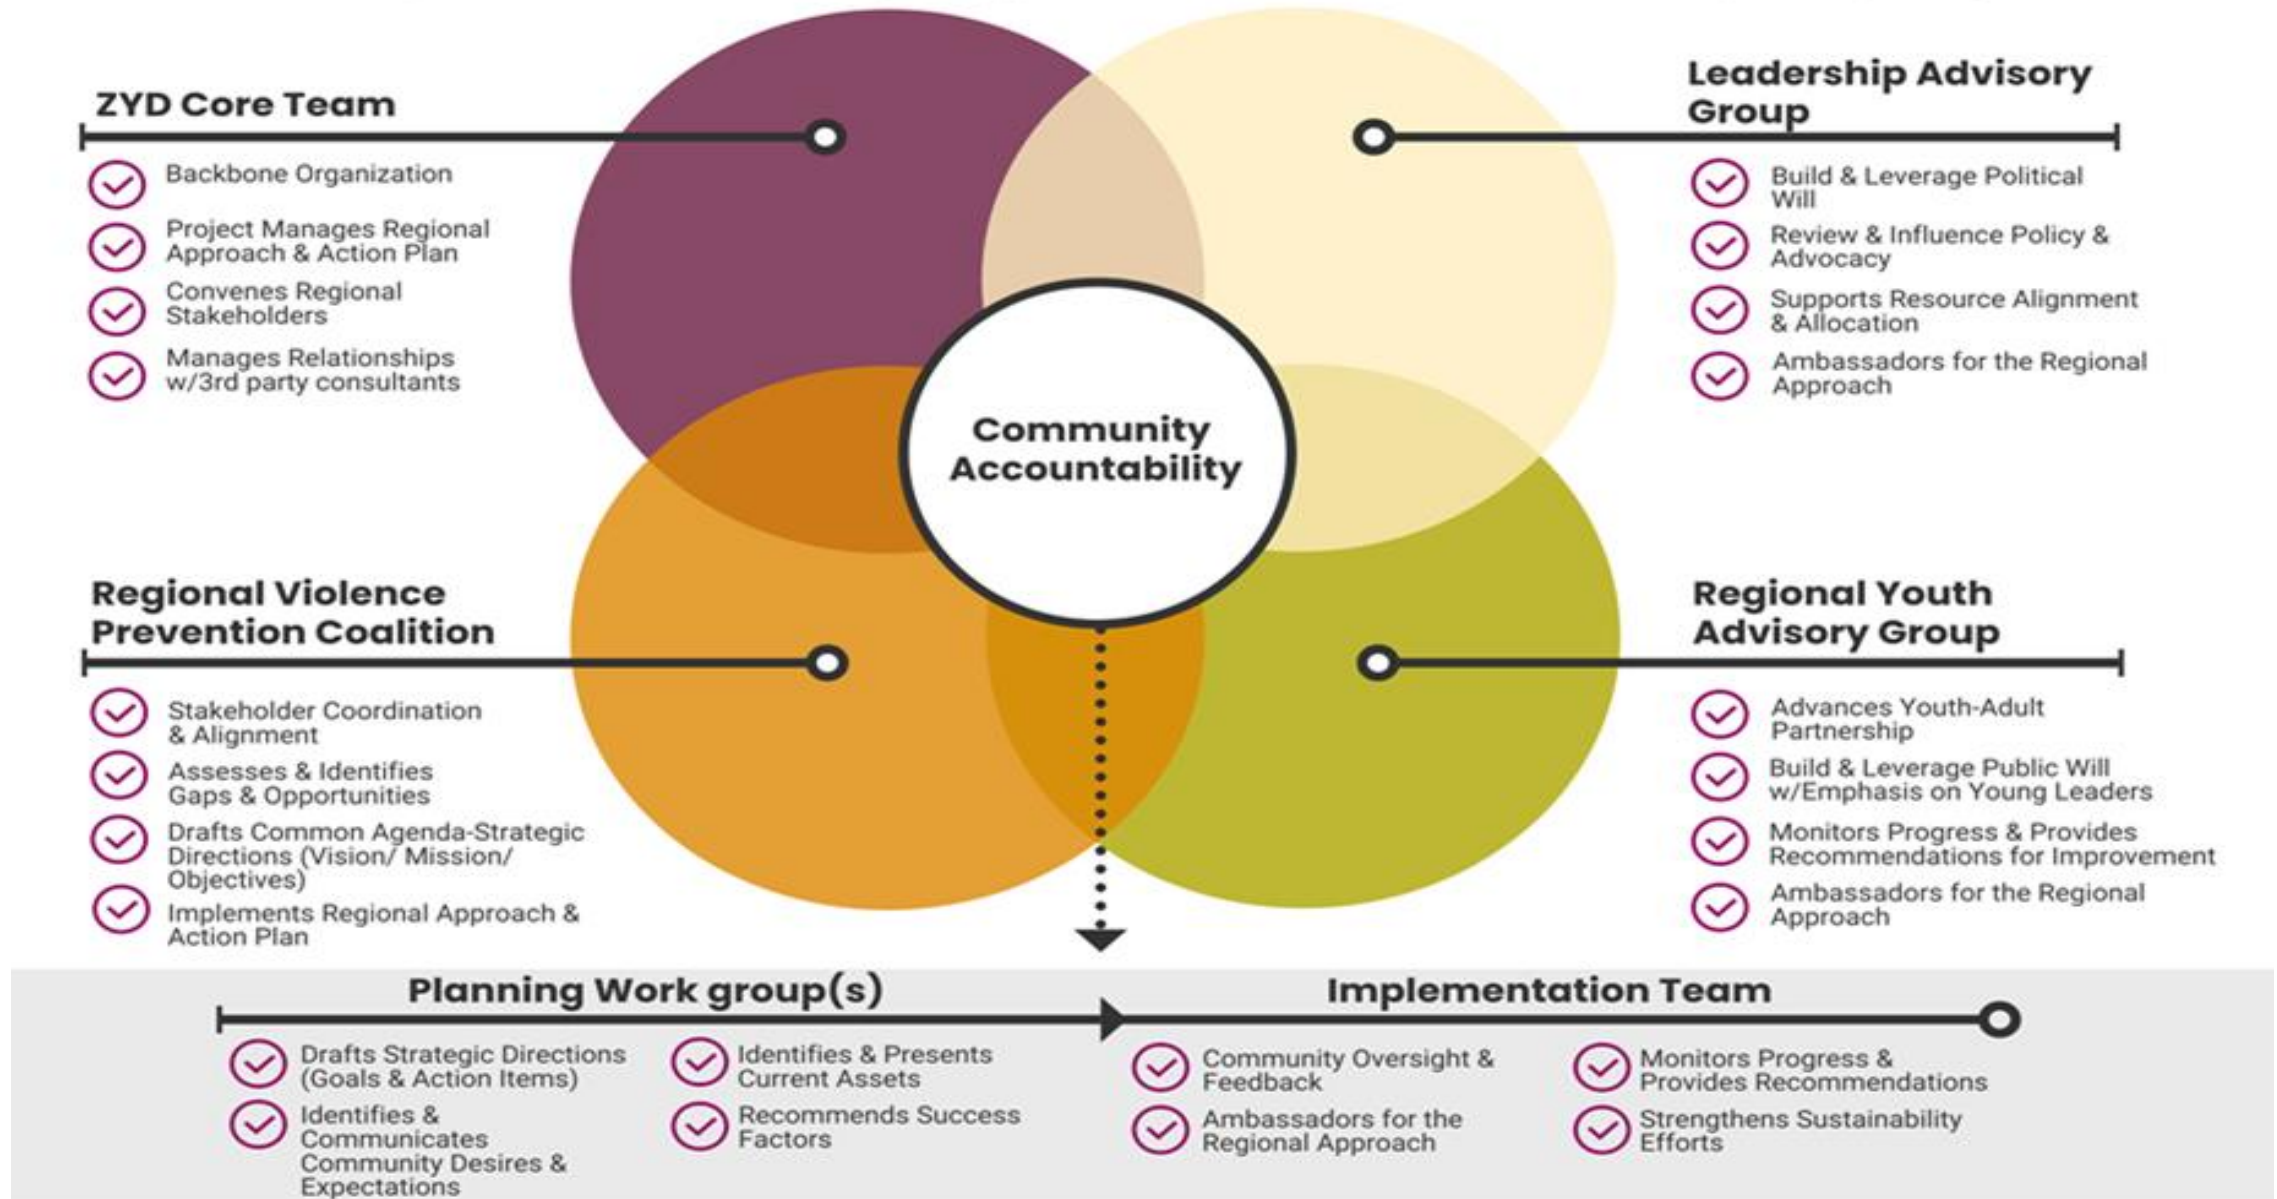 ZYD Core Team
Backbone Organization
Project Manages Regional
Approach & Action Plan
Convenes Regional
Stakeholders
Manages Relationships
w/3rd party consultants
Leadership Advisory
Group
Build & Leverage Political
Will
Review & Influence Policy &
Advocacy
Supports Resource Alignment
& Allocation
Ambassadors for the Regional
Approach
Community
Accountability
Regional Violence
Prevention Coalition
Stakeholder Coordination
& Alignment
Assesses & Identifies
Gaps & Opportunities
Drafts Common Agenda-Strategic
Directions (Vision/ Mission/
Objectives)
Implements Regional Approach &
Action Plan
Regional Youth
Advisory Group
Advances Youth-Adult
Partnership
Build & Leverage Public Will
w/Emphasis on Young Leaders
Monitors Progress & Provides
Recommendations for Improvement
Ambassadors for the Regional
Approach
Planning Work group(s)
Drafts Strategic Directions
(Goals & Action Items)
Identifies &
Communicates
Community Desires &
Expectations
Identifies & Presents
Current Assets
Recommends Success
Factors
Implementation Team
Community Oversight &
Feedback
Ambassadors for the
Regional Approach
Monitors Progress &
Provides Recommendations
Strengthens Sustainability
Efforts